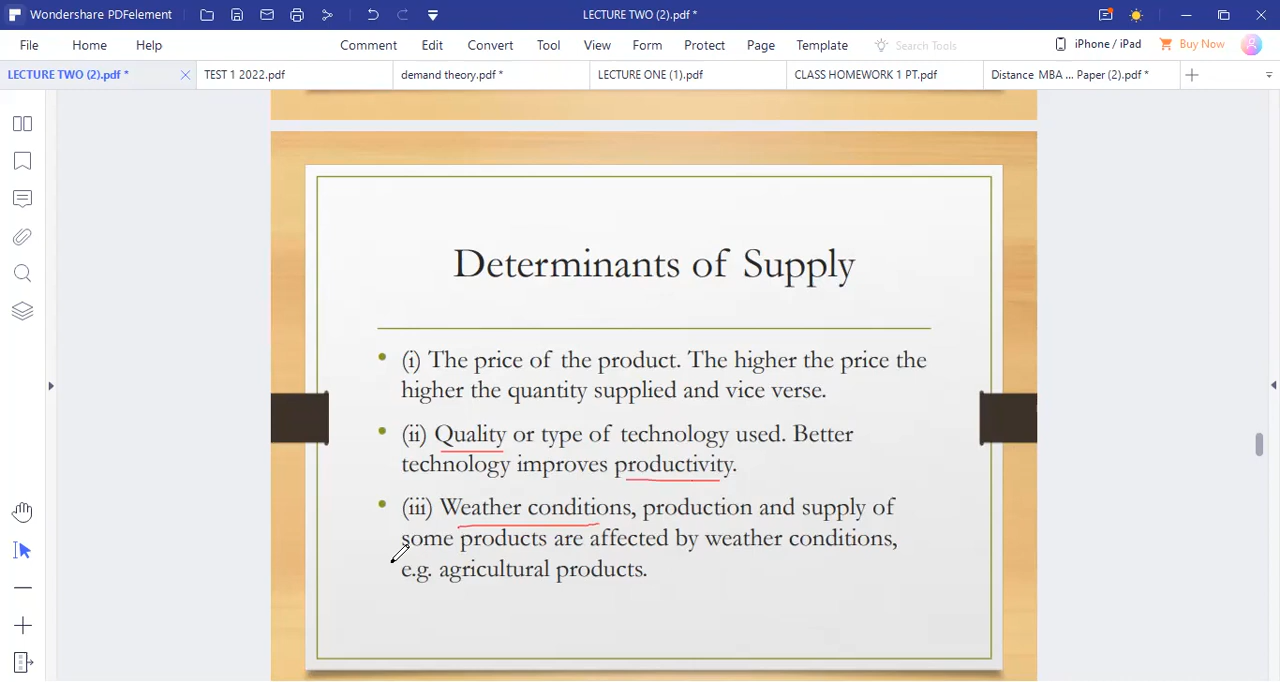 Wondershare PDFelement
LECTURE TWO (2).pdf *
File Home Help Comment Edit Convert Tool View Form Protect Page Template Search Tools iPhone / iPad Buy Now
LECTURE TWO (2).pdf * TEST 1 2022.pdf demand theory.pdf * LECTURE ONE (1).pdf CLASS HOMEWORK 1 PT.pdf Distance MBA ... Paper (2).pdf *
Determinants of Supply
• (i) The price of the product. The higher the price the
higher the quantity supplied and vice verse.
• (ii) Quality or type of technology used. Better
technology improves productivity.
• (iii) Weather conditions, production and supply of
some products are affected by weather conditions,
e.g. agricultural products.